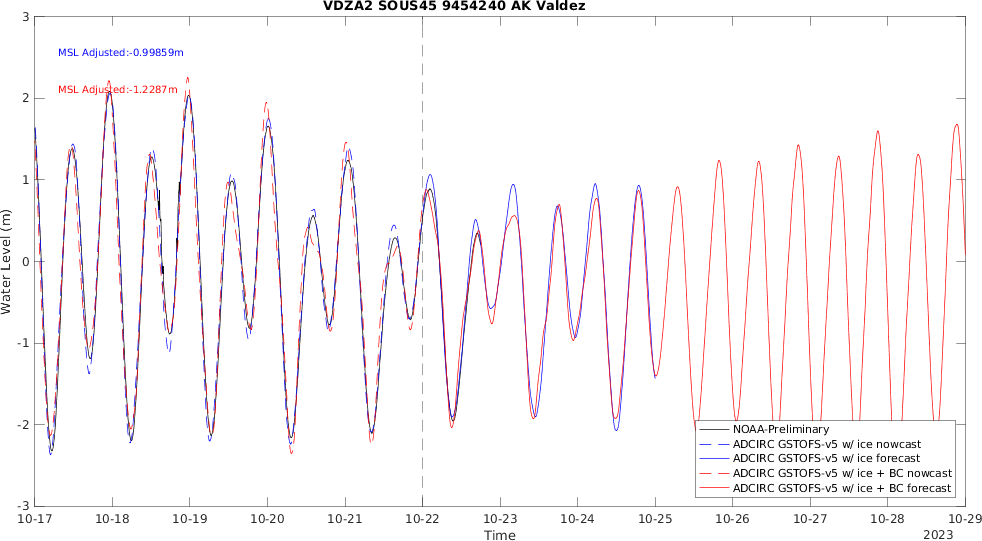 VDZA2 SOUS45 9454240 AK Valdez
3
2
1
0
-1
-2
-3
Water Level (m)
MSL Adjusted:-0.99859m
MSL Adjusted:-1.2287m
NOAA-Preliminary
ADCIRC GSTOFS-v5 w/ ice nowcast
ADCIRC GSTOFS-v5 w/ ice forecast
ADCIRC GSTOFS-v5 w/ ice + BC nowcast
ADCIRC GSTOFS-v5 w/ ice + BC forecast
10-17 10-18 10-19 10-20 10-21 10-22 10-23 10-24 10-25 10-26 10-27 10-28 10-29
Time
2023